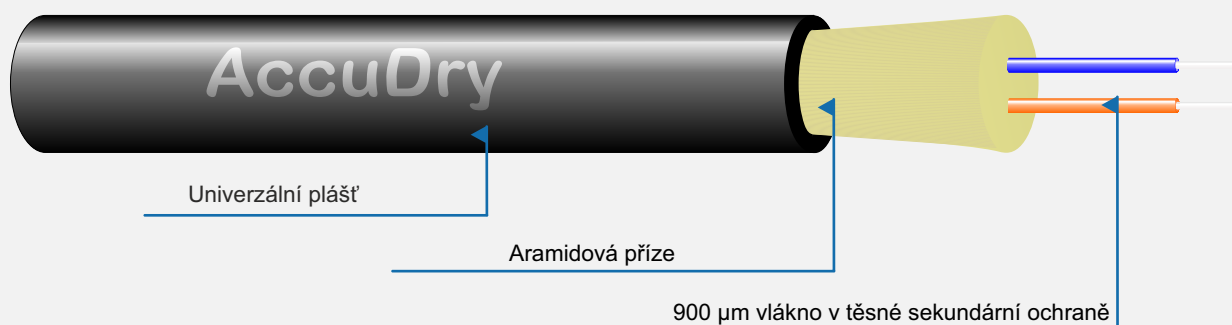 AccuDry
Univerzální plášť
Aramidová příze
900 µm vlákno v těsné sekundární ochraně